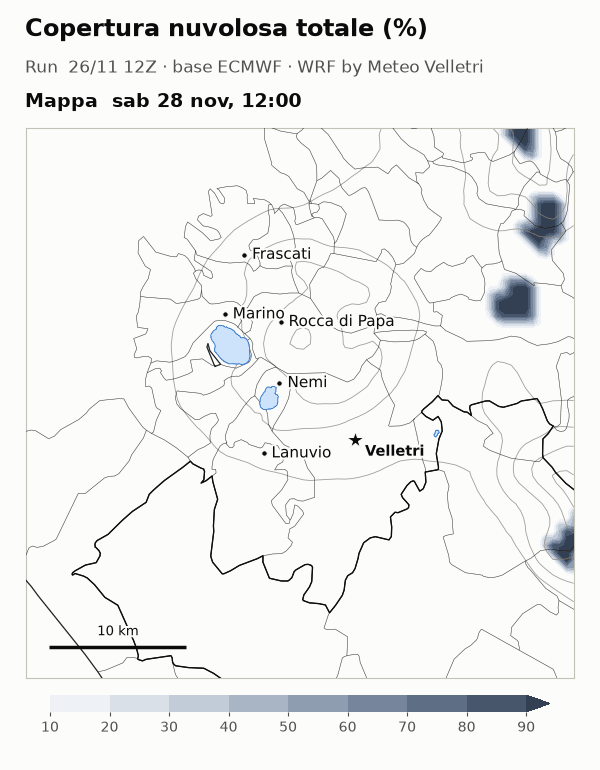 Copertura nuvolosa totale (%)
Run  26/11 12Z · base ECMWF · WRF by Meteo Velletri
Mappa  sab 28 nov, 12:00
Frascati
Marino
Rocca di Papa
Nemi
Velletri
Lanuvio
10 km
10 20 30 40 50 60 70 80 90